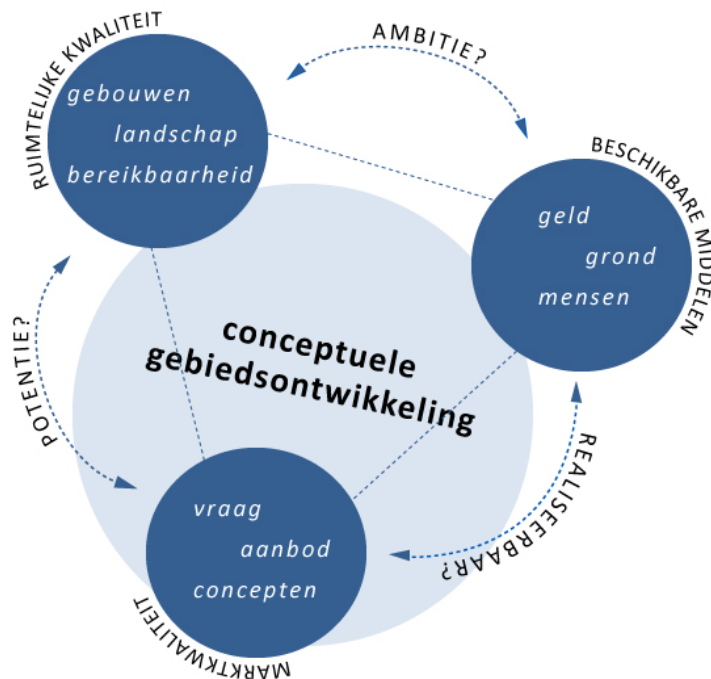 RUIMTELIJKE KWALITEIT
gebouwen
landschap
bereikbaarheid
AMBITIE?
BESCHIKBARE MIDDELEN
geld
grond
mensen
conceptuele
gebiedsontwikkeling
POTENTIE?
REALISEERBAAR?
vraag
aanbod
concepten
MARKTKWALITEIT